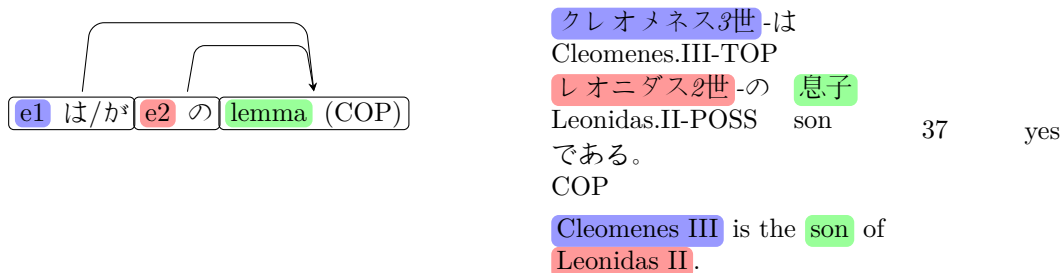 e1 は/が e2 の lemma (COP)
クレオメネス3世-は
Cleomenes.III-TOP
レオニダス2世-の 息子
Leonidas.II-POSS son
である。
COP
Cleomenes III is the son of
Leonidas II.
37 yes